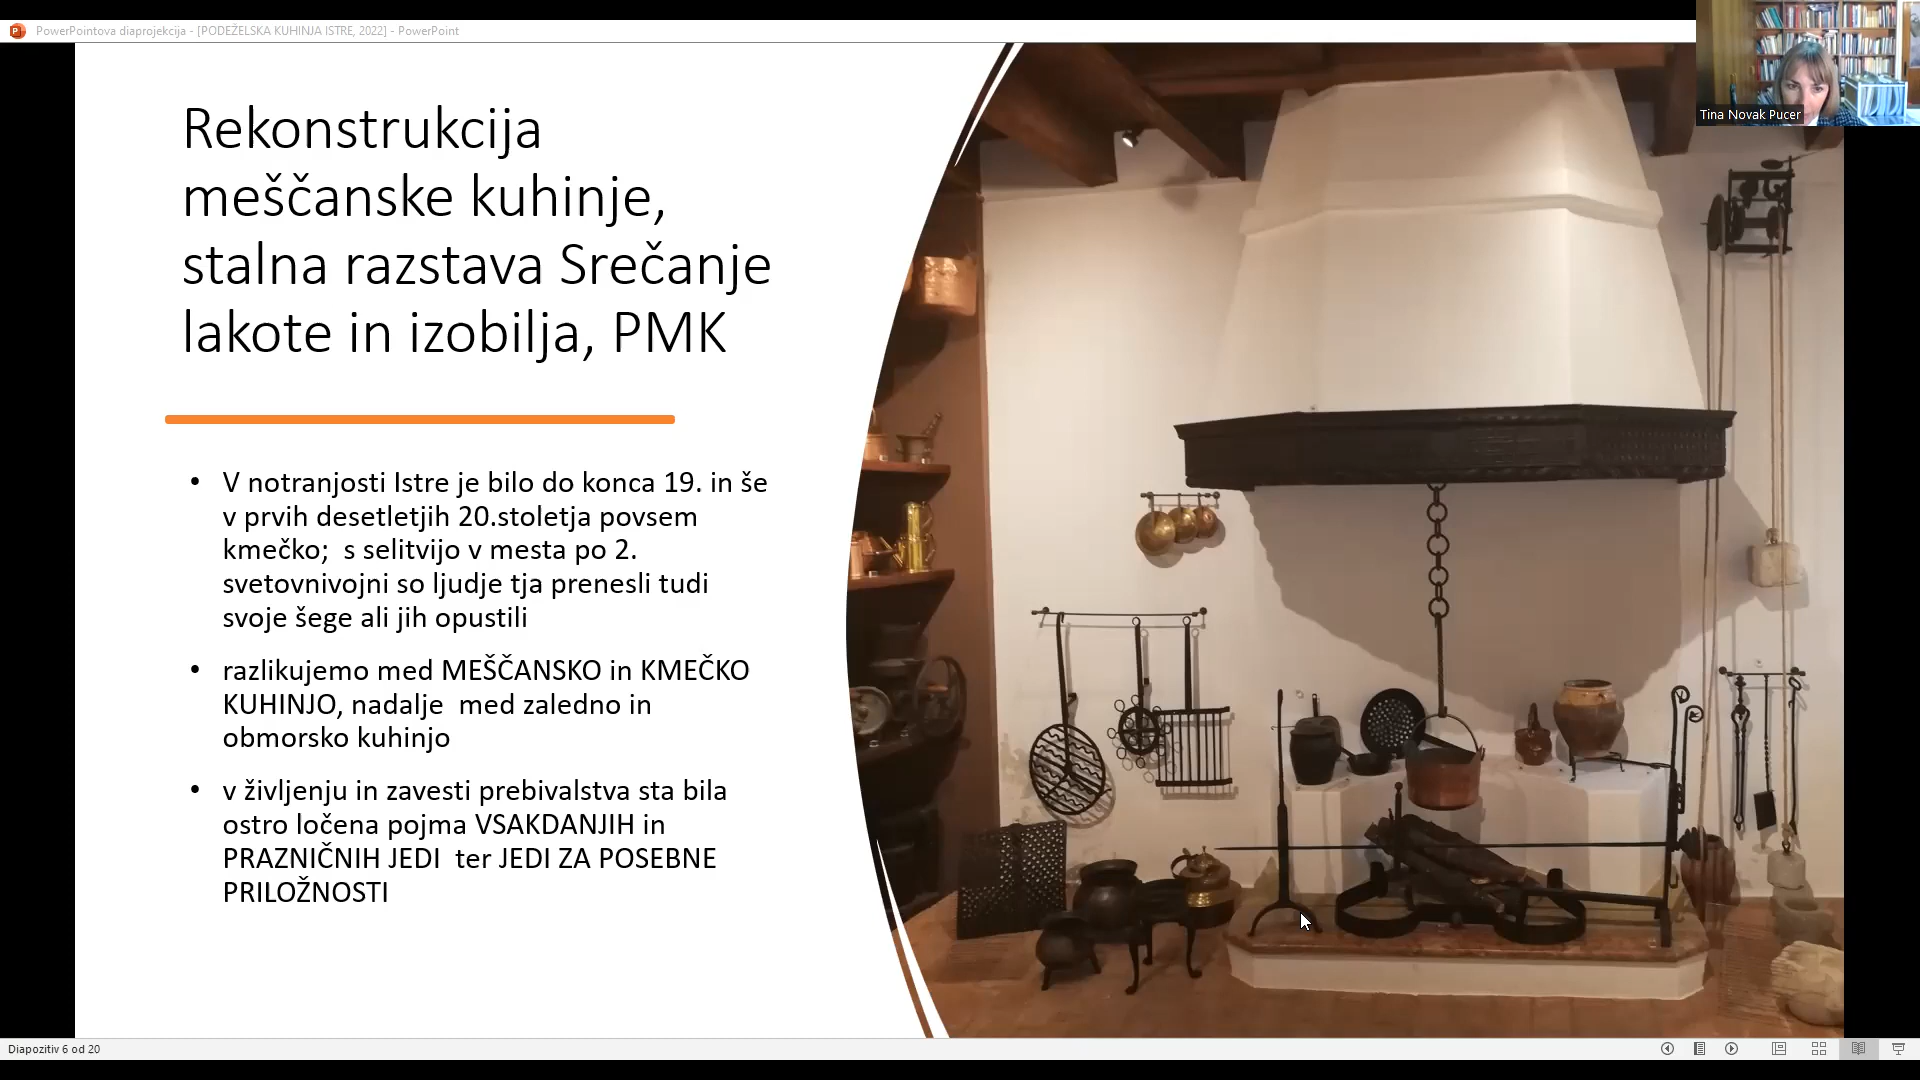 PowerPointova diaprojekcija - [PODEŽELSKA KUHINJA ISTRE, 2022] - PowerPoint
Tina Novak Pucer
Rekonstrukcija
meščanske kuhinje,
stalna razstava Srečanje
lakote in izobilja, PMK
• V notranjosti Istre je bilo do konca 19. in še
v prvih desetletjih 20.stoletja povsem
kmečko;  s selitvijo v mesta po 2.
svetovnivojni so ljudje tja prenesli tudi
svoje šege ali jih opustili
• razlikujemo med MEŠČANSKO in KMEČKO
KUHINJO, nadalje  med zaledno in
obmorsko kuhinjo
• v življenju in zavesti prebivalstva sta bila
ostro ločena pojma VSAKDANJIH in
PRAZNIČNIH JEDI  ter JEDI ZA POSEBNE
PRILOŽNOSTI
Diapozitiv 6 od 20